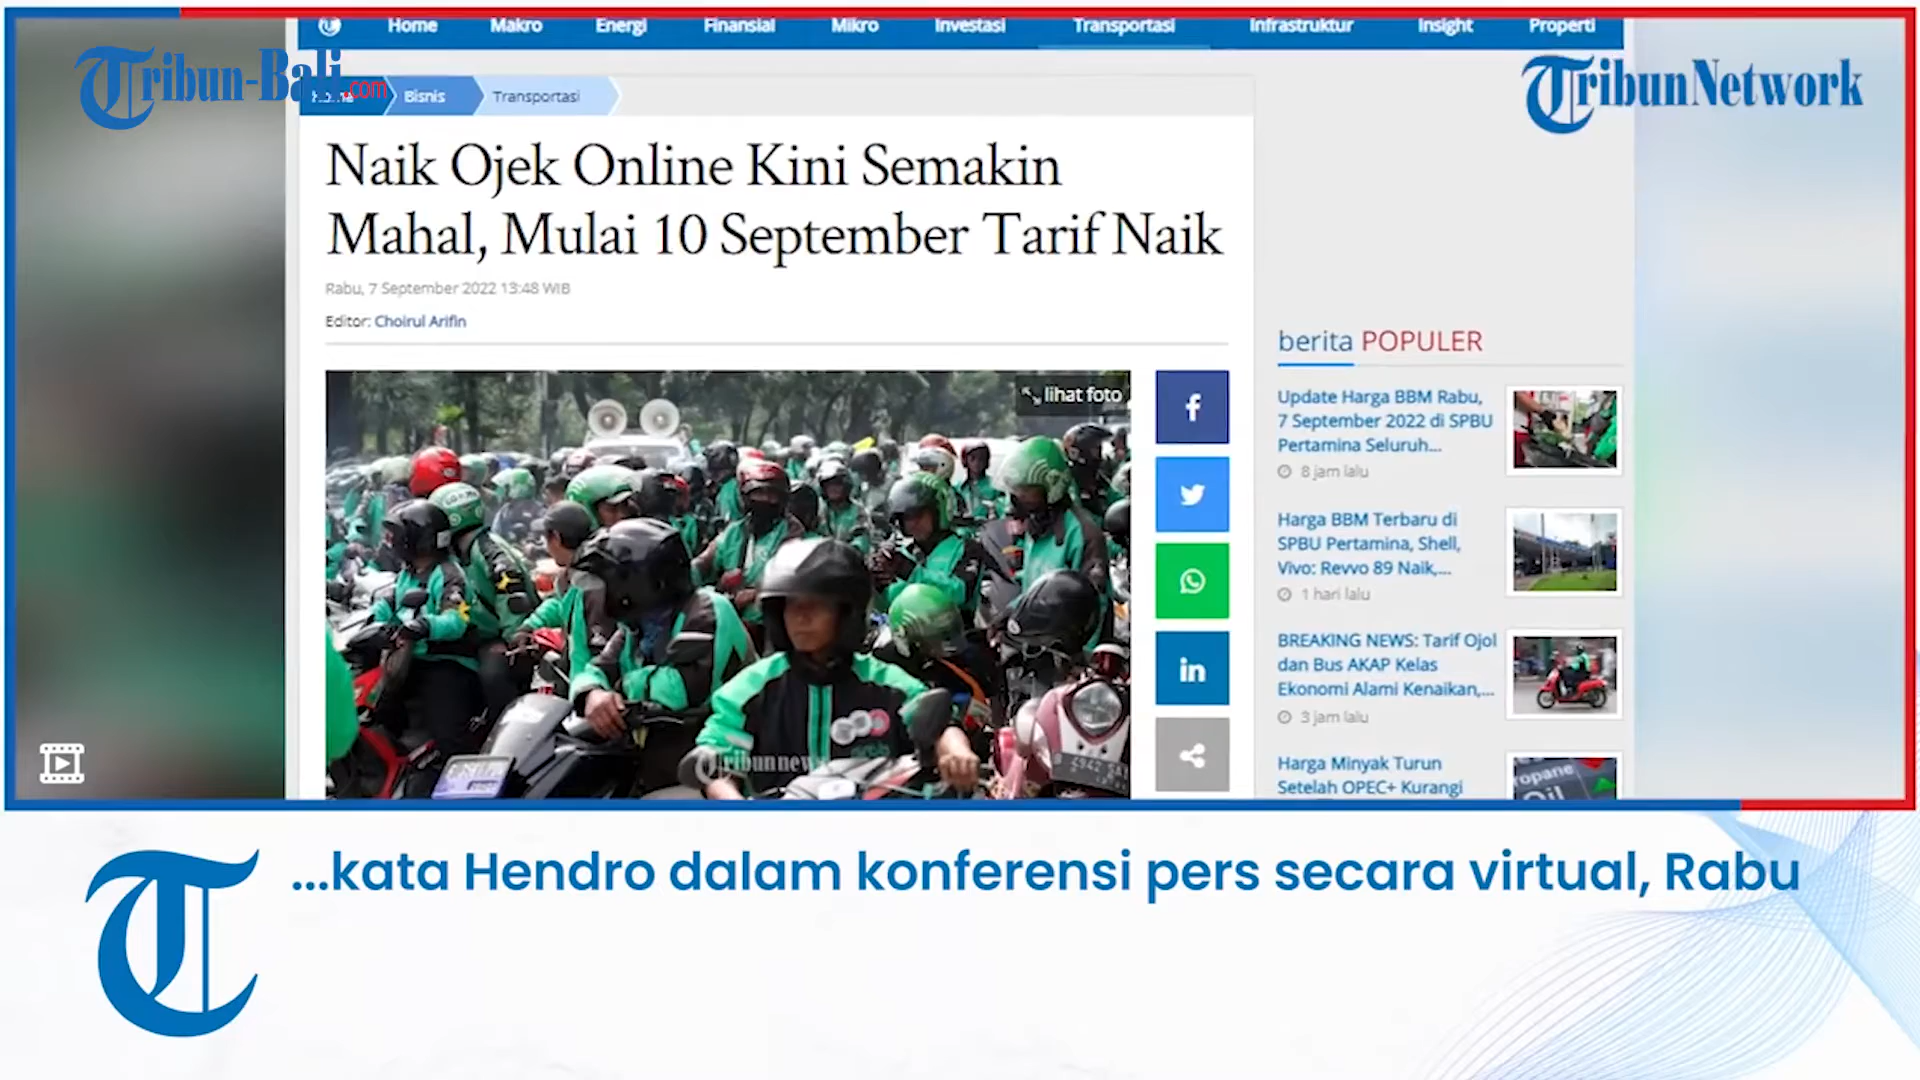 Home Makro Energi Finansial Mikro Investasi Transportasi Infrastruktur Insight Properti
Tribun-Bali.com
TribunNetwork
Bisnis Transportasi
Naik Ojek Online Kini Semakin
Mahal, Mulai 10 September Tarif Naik
Rabu, 7 September 2022 13:48 WIB
Editor: Choirul Arifin
lihat foto
berita POPULER
Update Harga BBM Rabu,
7 September 2022 di SPBU
Pertamina Seluruh...
8 jam lalu
Harga BBM Terbaru di
SPBU Pertamina, Shell,
Vivo: Revvo 89 Naik,...
1 hari lalu
BREAKING NEWS: Tarif Ojol
dan Bus AKAP Kelas
Ekonomi Alami Kenaikan,...
3 jam lalu
Harga Minyak Turun
Setelah OPEC+ Kurangi
Tribunnews
...kata Hendro dalam konferensi pers secara virtual, Rabu